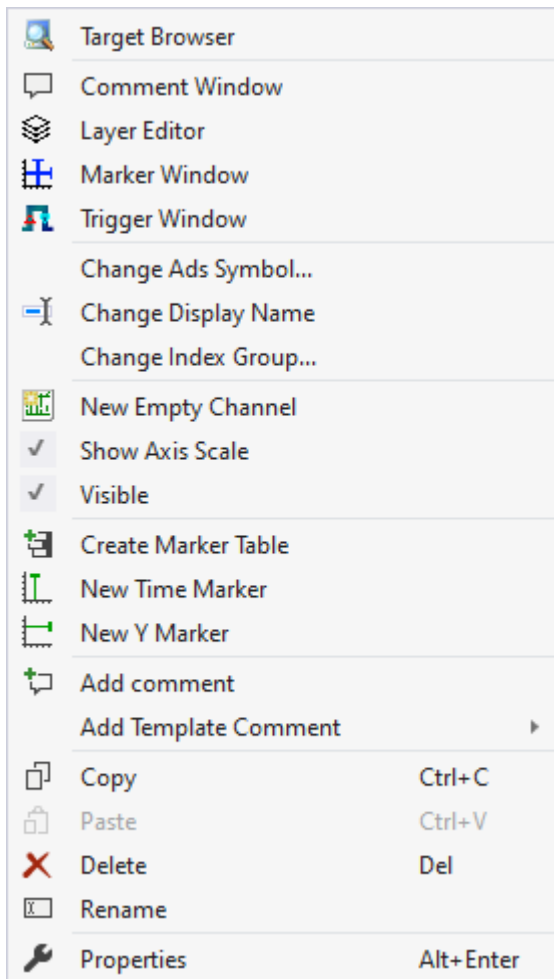 Target Browser
Comment Window
Layer Editor
Marker Window
Trigger Window
Change Ads Symbol...
Change Display Name
Change Index Group...
New Empty Channel
Show Axis Scale
Visible
Create Marker Table
New Time Marker
New Y Marker
Add comment
Add Template Comment
Copy Ctrl+C
Paste Ctrl+V
Delete Del
Rename
Properties Alt+Enter